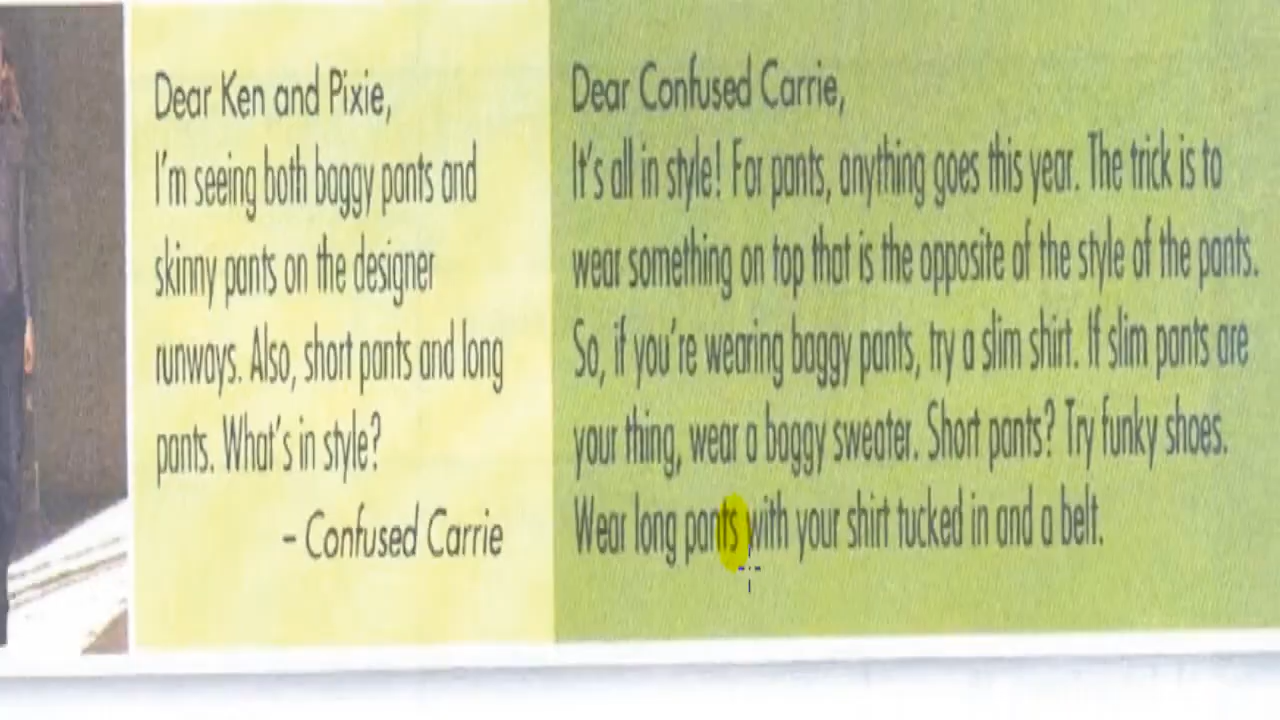 Dear Ken and Pixie,
I'm seeing both baggy pants and
skinny pants on the designer
runways. Also, short pants and long
pants. What's in style?
– Confused Carrie
Dear Confused Carrie,
It's all in style! For pants, anything goes this year. The trick is to
wear something on top that is the opposite of the style of the pants.
So, if you're wearing baggy pants, try a slim shirt. If slim pants are
your thing, wear a baggy sweater. Short pants? Try funky shoes.
Wear long pants with your shirt tucked in and a belt.